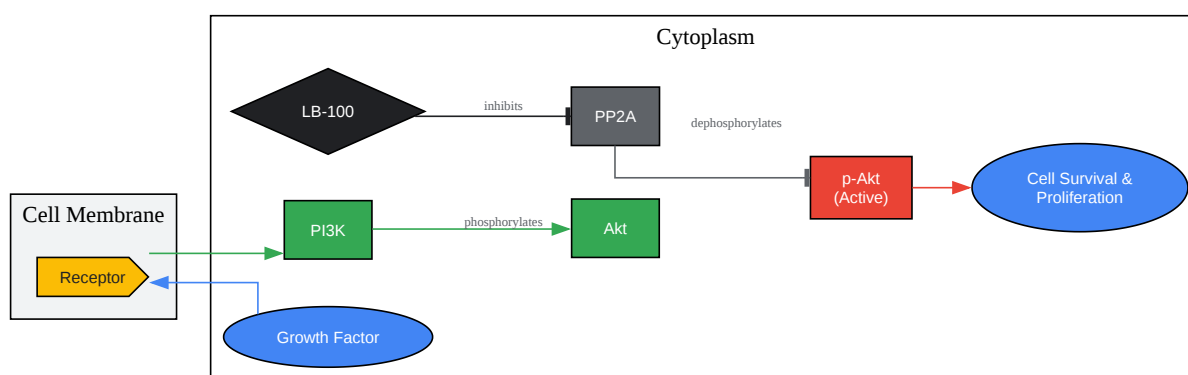 Cytoplasm
LB-100
inhibits
PP2A
dephosphorylates
p-Akt
(Active)
Cell Survival &
Proliferation
Cell Membrane
Receptor
PI3K
phosphorylates
Akt
Growth Factor